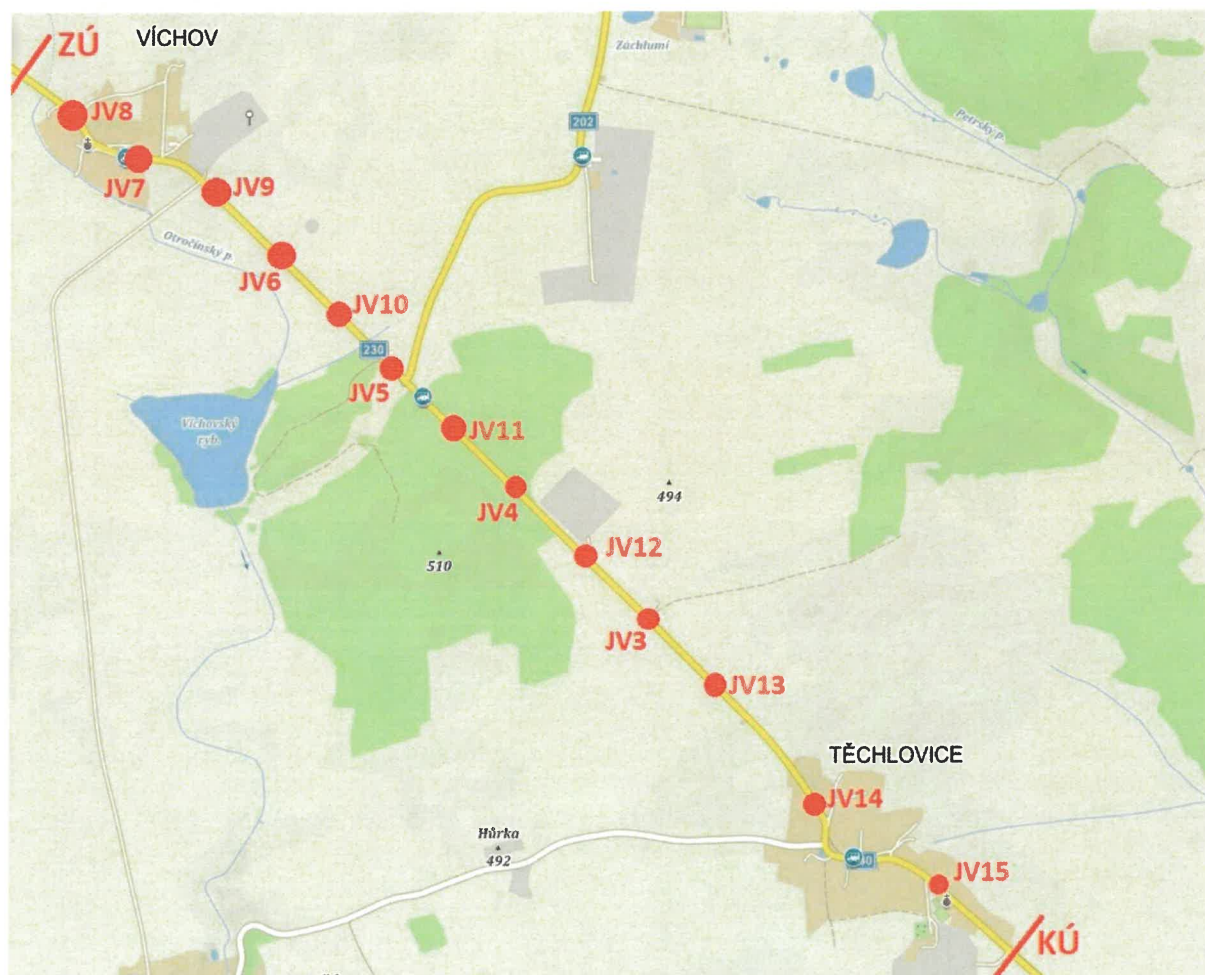 ZÚ
VÍCHOV
Záchlumí
JV8
202
Petrský p.
JV7
JV9
Otročínský p.
JV6
JV10
230
JV5
Víchovský
ryb.
JV11
JV4
494
JV12
510
JV3
JV13
TĚCHLOVICE
JV14
Hůrka
492
JV15
KÚ